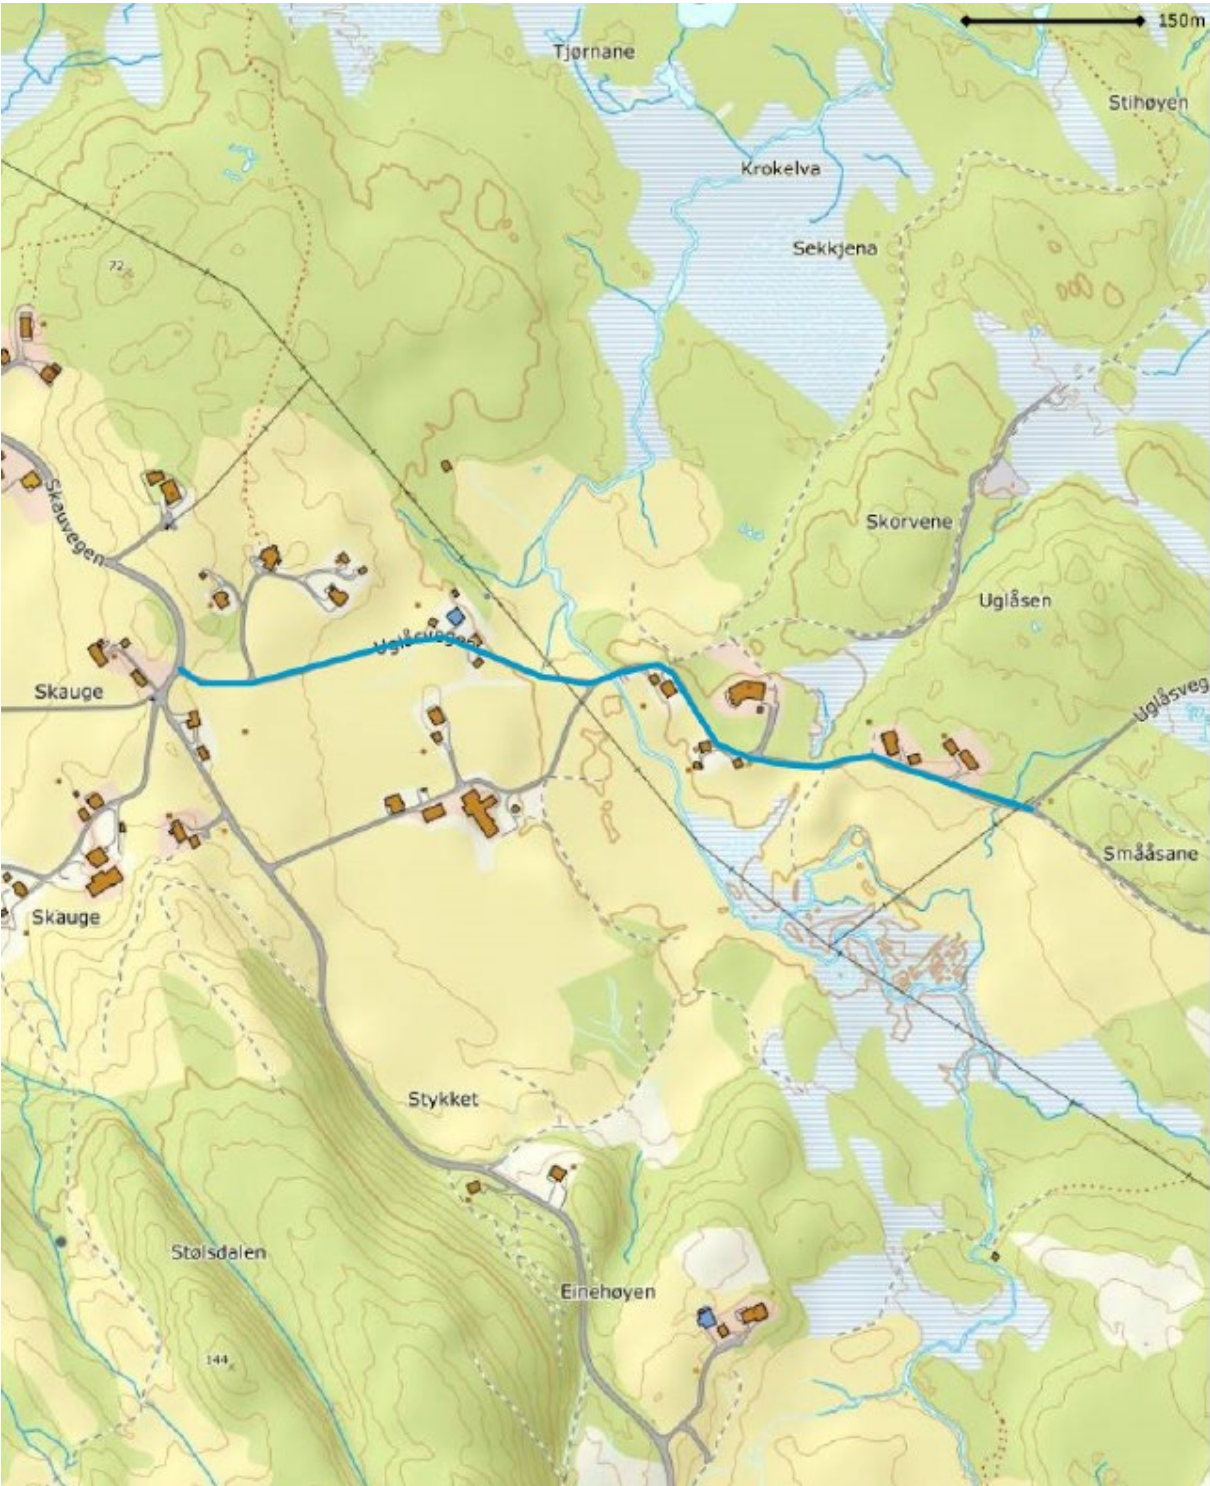 150m
Tjørnane
Stihøyen
Krokelva
Sekkjena
72
Skauvegen
Skorvene
Uglåsen
Uglåsvegen
Skauge
Uglåsveg
Smååsane
Skauge
Stykket
Stølsdalen
Einehøyen
144